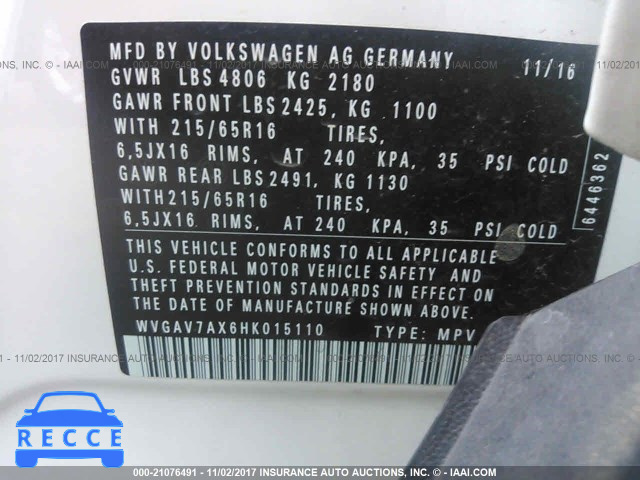 MFD BY VOLKSWAGEN AG GERMANY 11/16
GVWR LBS 4806 KG 2180
GAWR FRONT LBS 2425, KG 1100
WITH 215/65R16 TIRES,
6,5JX16 RIMS, AT 240 KPA, 35 PSI COLD
GAWR REAR LBS 2491, KG 1130
WITH 215/65R16 TIRES,
6,5JX16 RIMS, AT 240 KPA, 35 PSI COLD
THIS VEHICLE CONFORMS TO ALL APPLICABLE
U.S. FEDERAL MOTOR VEHICLE SAFETY AND
THEFT PREVENTION STANDARDS IN EFFECT ON
THE DATE OF MANUFACTURE SHOWN ABOVE.
WVGAV7AX6HK015110 TYPE: MPV
16446362
RECCE
000-21076491 - 11/02/2017 INSURANCE AUTO AUCTIONS, INC. - © - IAAI.COM